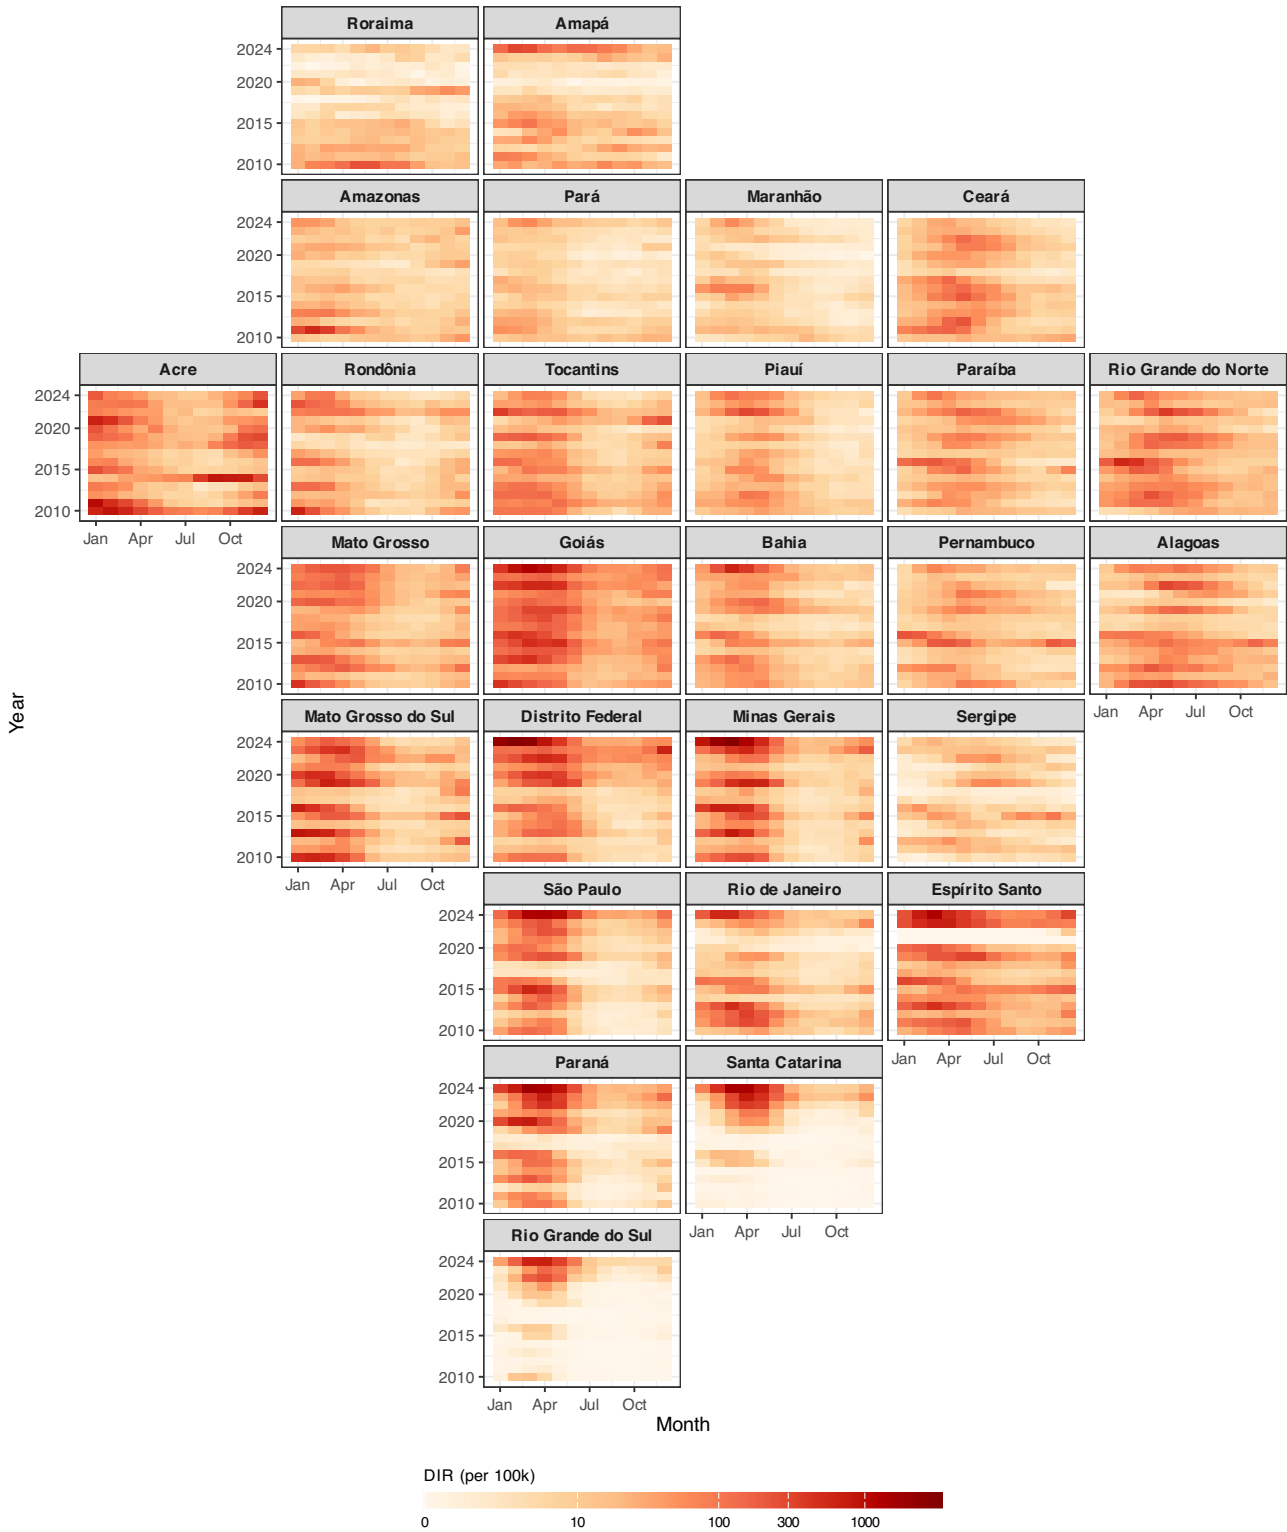 Roraima Amapá
2024
2020
2015
2010
Amazonas Pará Maranhão Ceará
2024
2020
2015
2010
Acre Rondônia Tocantins Piauí Paraíba Rio Grande do Norte
2024
2020
2015
2010
Jan Apr Jul Oct
Mato Grosso Goiás Bahia Pernambuco Alagoas
2024
2020
2015
2010
Jan Apr Jul Oct
Year
Mato Grosso do Sul Distrito Federal Minas Gerais Sergipe
2024
2020
2015
2010
Jan Apr Jul Oct
São Paulo Rio de Janeiro Espírito Santo
2024
2020
2015
2010
Jan Apr Jul Oct
Paraná Santa Catarina
2024
2020
2015
2010
Jan Apr Jul Oct
Rio Grande do Sul
2024
2020
2015
2010
Jan Apr Jul Oct
Month
DIR (per 100k)
0 10 100 300 1000